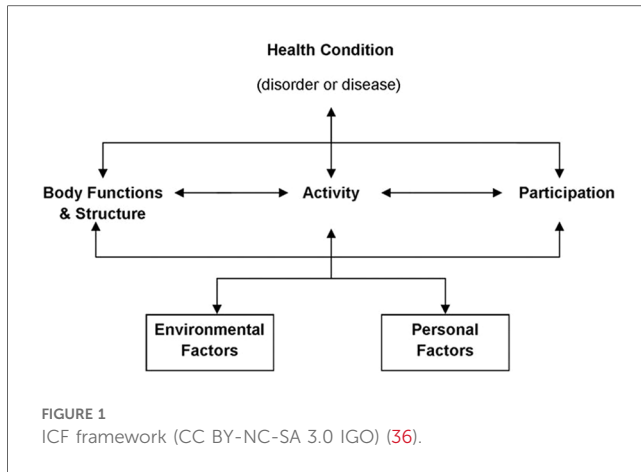 Health Condition
(disorder or disease)
Body Functions
& Structure
Activity
Participation
Environmental
Factors
Personal
Factors
FIGURE 1
ICF framework (CC BY-NC-SA 3.0 IGO) (36).